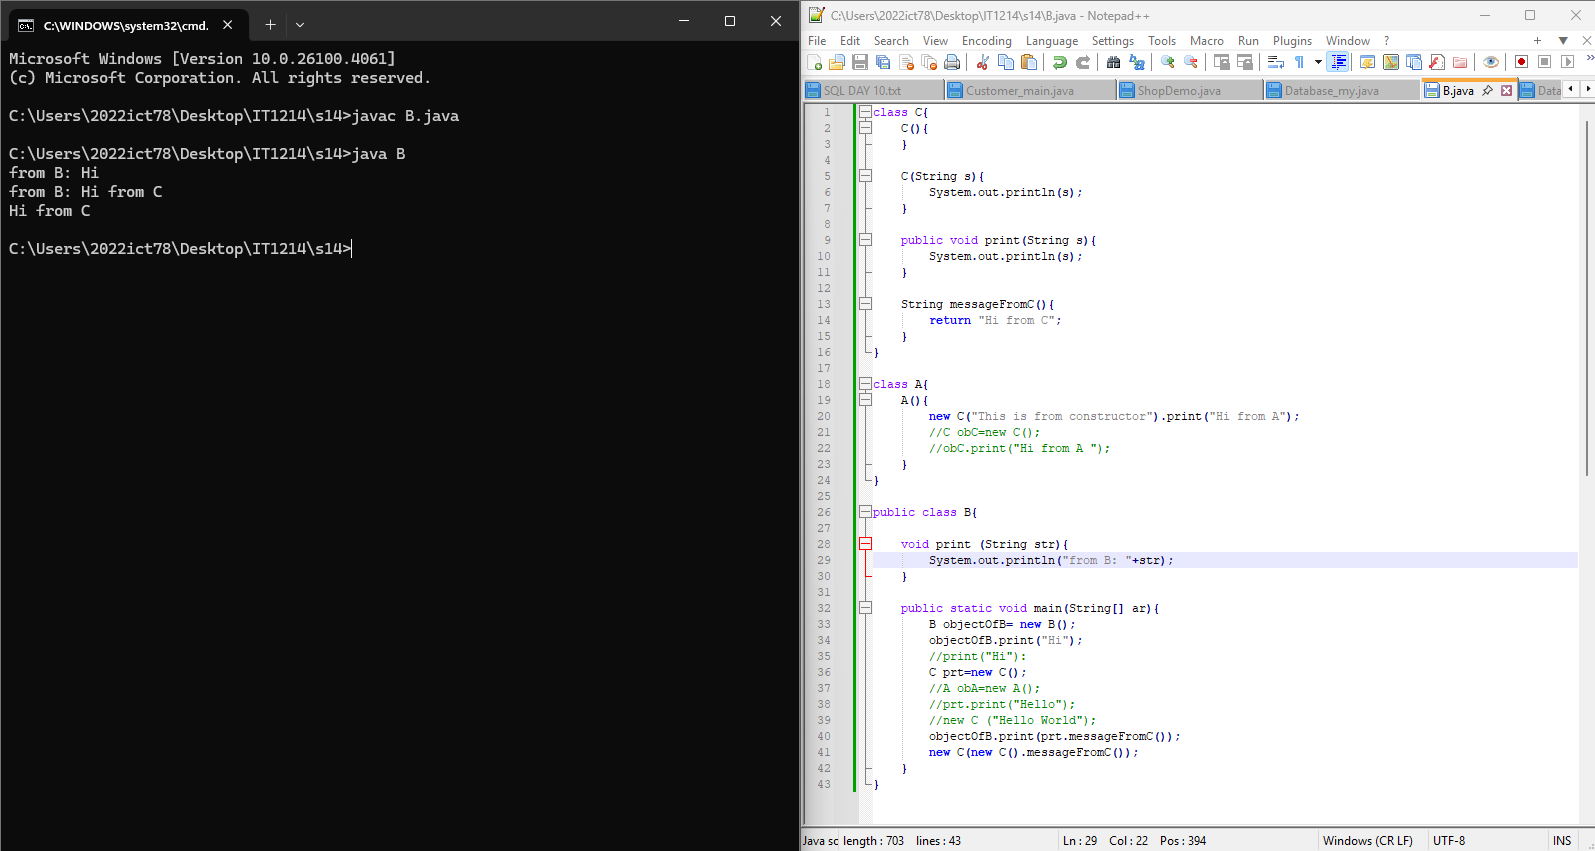 C:\WINDOWS\system32\cmd.
Microsoft Windows [Version 10.0.26100.4061]
(c) Microsoft Corporation. All rights reserved.
C:\Users\2022ict78\Desktop\IT1214\s14>javac B.java
C:\Users\2022ict78\Desktop\IT1214\s14>java B
from B: Hi
from B: Hi from C
Hi from C
C:\Users\2022ict78\Desktop\IT1214\s14>
C:\Users\2022ict78\Desktop\IT1214\s14\B.java - Notepad++
File Edit Search View Encoding Language Settings Tools Macro Run Plugins Window ?
SQL DAY 10.txt Customer_main.java ShopDemo.java Database_my.java B.java Data
1 class C{
2 C(){
3 }
4
5 C(String s){
6 System.out.println(s);
7 }
8
9 public void print(String s){
10 System.out.println(s);
11 }
12
13 String messageFromC(){
14 return "Hi from C";
15 }
16 }
17
18 class A{
19 A(){
20 new C("This is from constructor").print("Hi from A");
21 //C obC=new C();
22 //obC.print("Hi from A ");
23 }
24 }
25
26 public class B{
27
28 void print (String str){
29 System.out.println("from B: "+str);
30 }
31
32 public static void main(String[] ar){
33 B objectOfB= new B();
34 objectOfB.print("Hi");
35 //print("Hi"):
36 C prt=new C();
37 //A obA=new A();
38 //prt.print("Hello");
39 //new C ("Hello World");
40 objectOfB.print(prt.messageFromC());
41 new C(new C().messageFromC());
42 }
43 }
Java sc length : 703 lines : 43 Ln : 29 Col : 22 Pos : 394 Windows (CR LF) UTF-8 INS